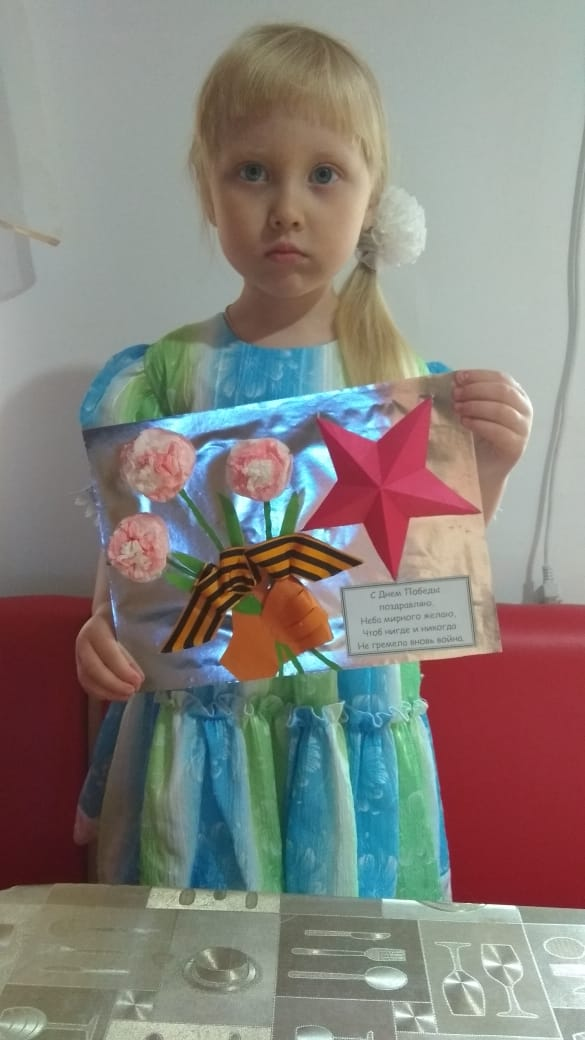 С Днем Победы
поздравляю,
Неба мирного желаю,
Чтоб нигде и никогда
Не гремела вновь война.